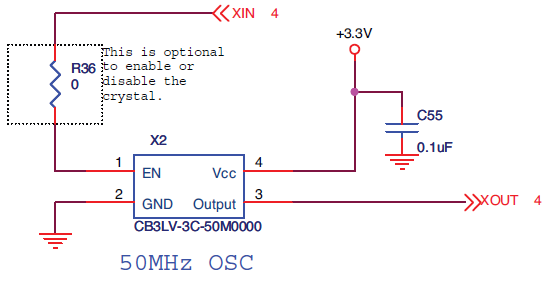 XIN 4
+3.3V
This is optional
to enable or
disable the
crystal.
R36
0
C55
0.1uF
X2
1 EN Vcc 4
2 GND Output 3
CB3LV-3C-50M0000
XOUT 4
50MHz OSC